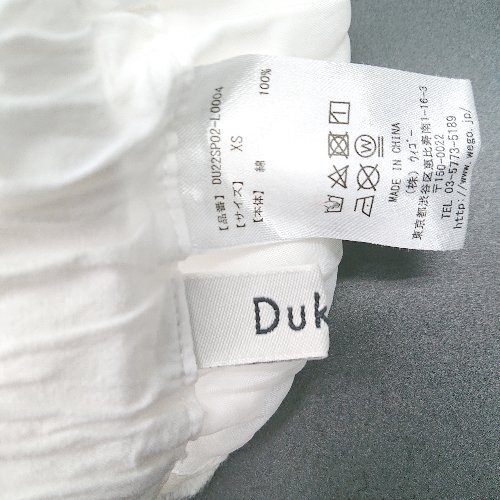 【品番】 DU22SP02-L0004
【サイズ】 XS
【本体】 綿 100%
MADE IN CHINA
(株) ウィゴー
東京都渋谷区恵比寿南1-16-3
〒150-0022
TEL 03-5773-5189
http://www.wego.jp/
Duk